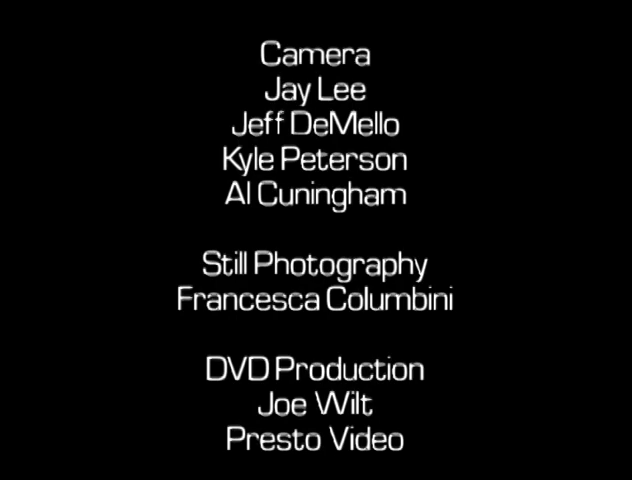 Camera
Jay Lee
Jeff DeMello
Kyle Peterson
Al Cuningham
Still Photography
Francesca Columbini
DVD Production
Joe Wilt
Presto Video